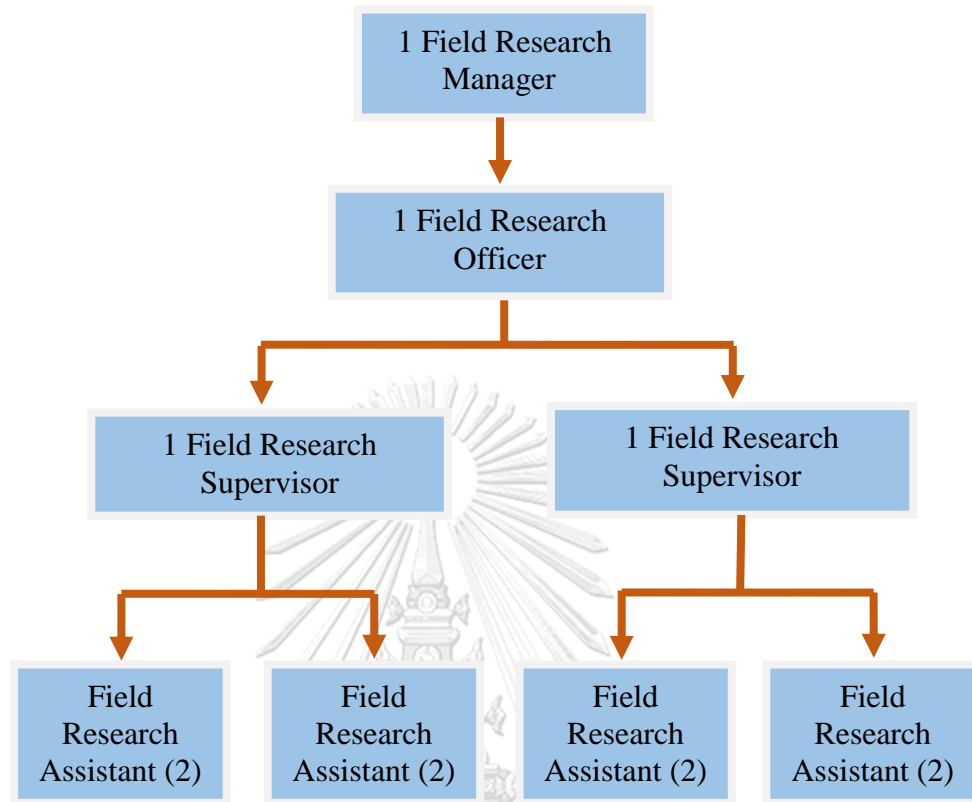 1 Field Research
Manager
1 Field Research
Officer
1 Field Research
Supervisor
1 Field Research
Supervisor
Field
Research
Assistant (2)
Field
Research
Assistant (2)
Field
Research
Assistant (2)
Field
Research
Assistant (2)